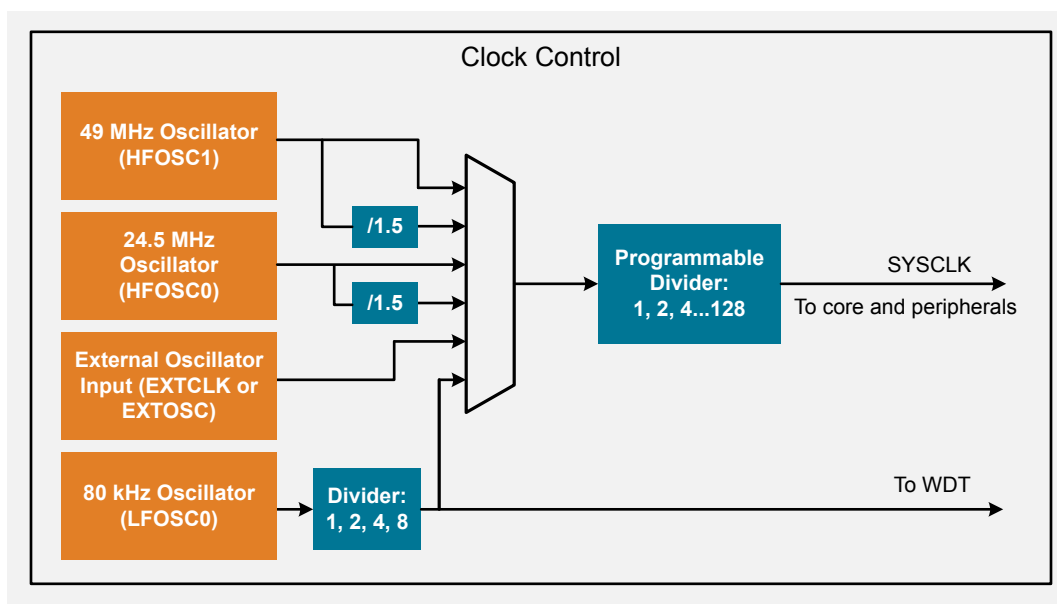 Clock Control
49 MHz Oscillator
(HFOSC1)
/1.5
24.5 MHz
Oscillator
(HFOSC0)
/1.5
External Oscillator
Input (EXTCLK or
EXTOSC)
80 kHz Oscillator
(LFOSC0)
Divider:
1, 2, 4, 8
Programmable
Divider:
1, 2, 4...128
SYSCLK
To core and peripherals
To WDT